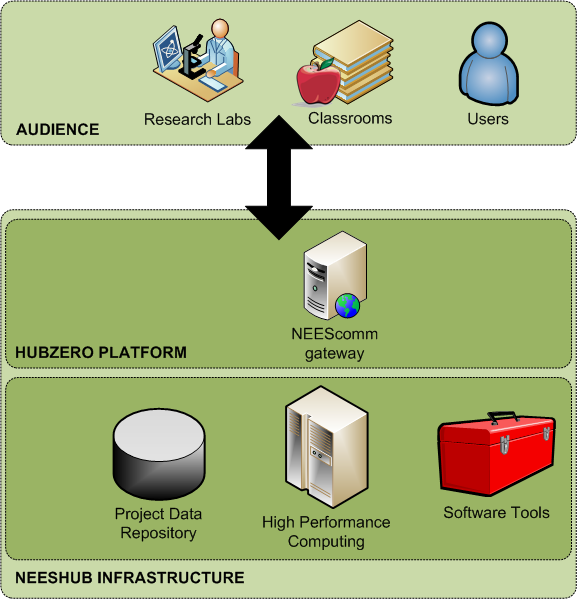 Research Labs
Classrooms
Users
AUDIENCE
NEEScomm
gateway
HUBZERO PLATFORM
Project Data
Repository
High Performance
Computing
Software Tools
NEESHUB INFRASTRUCTURE